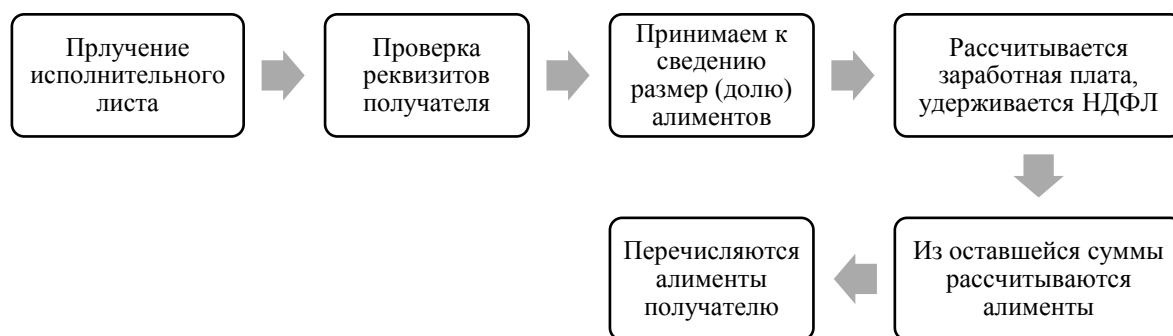 Прлучение
исполнительного
листа
Проверка
реквизитов
получателя
Принимаем к
сведению
размер (долю)
алиментов
Рассчитывается
заработная плата,
удерживается НДФЛ
Из оставшейся суммы
рассчитываются
алименты
Перечисляются
алименты
получателю